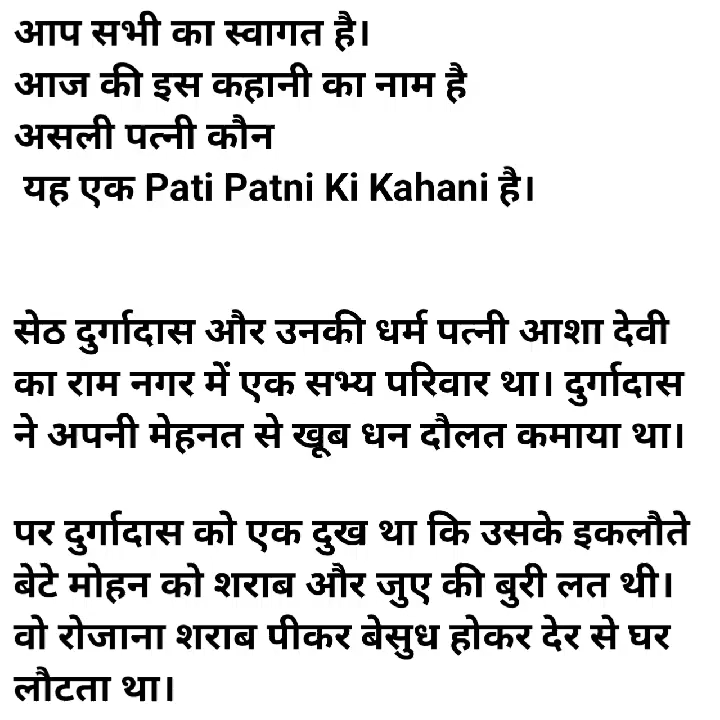 आप सभी का स्वागत है।
आज की इस कहानी का नाम है
असली पत्नी कौन
यह एक Pati Patni Ki Kahani है।
सेठ दुर्गादास और उनकी धर्म पत्नी आशा देवी
का राम नगर में एक सभ्य परिवार था। दुर्गादास
ने अपनी मेहनत से खूब धन दौलत कमाया था।
पर दुर्गादास को एक दुख था कि उसके इकलौते
बेटे मोहन को शराब और जुए की बुरी लत थी।
वो रोजाना शराब पीकर बेसुध होकर देर से घर
लौटता था।